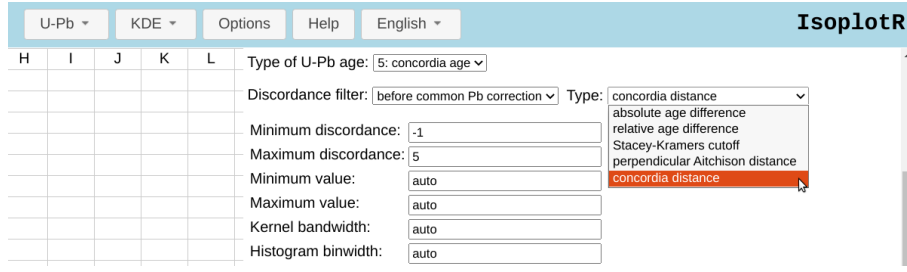 U-Pb KDE Options Help English IsoplotR
H I J K L
Type of U-Pb age: 5: concordia age
Discordance filter: before common Pb correction Type: concordia distance
absolute age difference
relative age difference
Stacey-Kramers cutoff
perpendicular Aitchison distance
concordia distance
Minimum discordance: -1
Maximum discordance: 5
Minimum value: auto
Maximum value: auto
Kernel bandwidth: auto
Histogram binwidth: auto